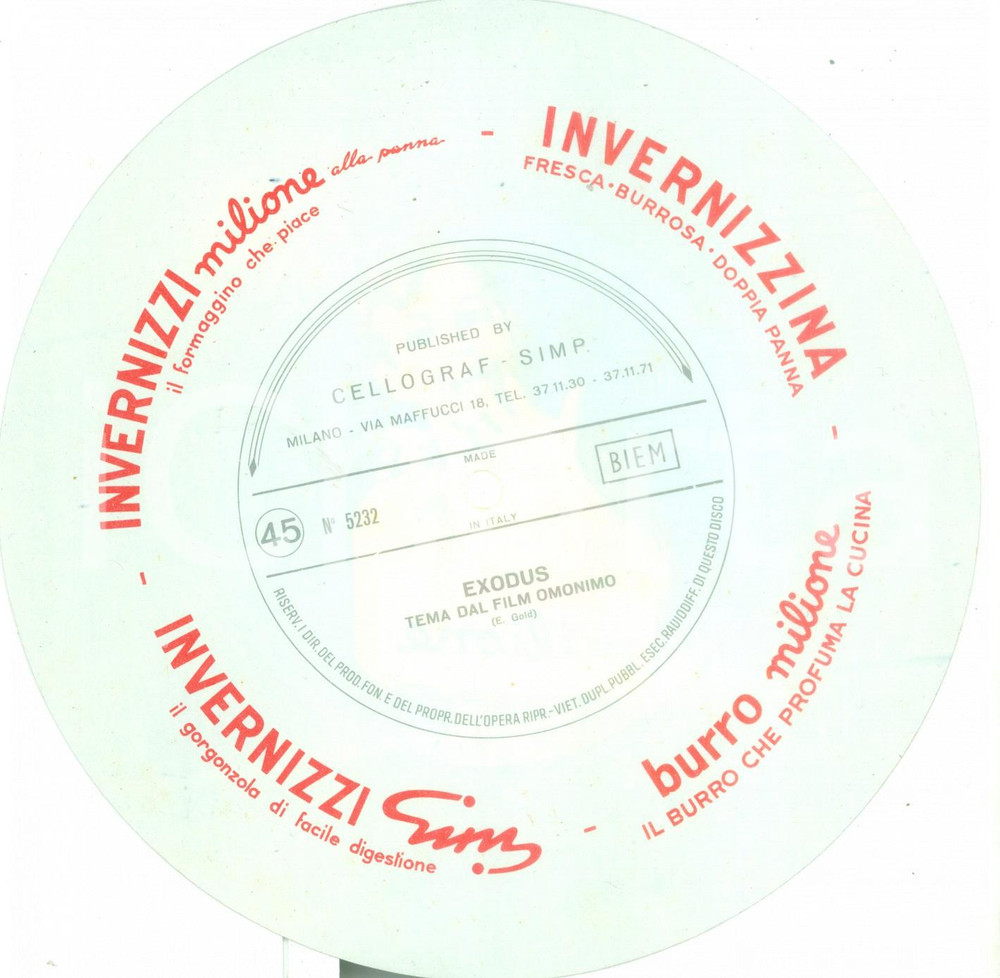 INVERNIZZI milione alla panna
il formaggino che piace
INVERNIZZINA
FRESCA · BURROSA · DOPPIA PANNA
burro milione
IL BURRO CHE PROFUMA LA CUCINA
INVERNIZZI Gim
il gorgonzola di facile digestione
PUBLISHED BY
CELLOGRAF - SIMP.
MILANO - VIA MAFFUCCI 18, TEL. 37.11.30 - 37.11.71
MADE
BIEM
45 N° 5232
IN ITALY
EXODUS
TEMA DAL FILM OMONIMO
(E. Gold)
RISERV. I DIR. DEL PROD. FON. E DEL PROPR. DELL'OPERA RIPR.-VIET. DUPL. PUBBL. ESEC. RAUIODIFF. DI QUESTO DISCO